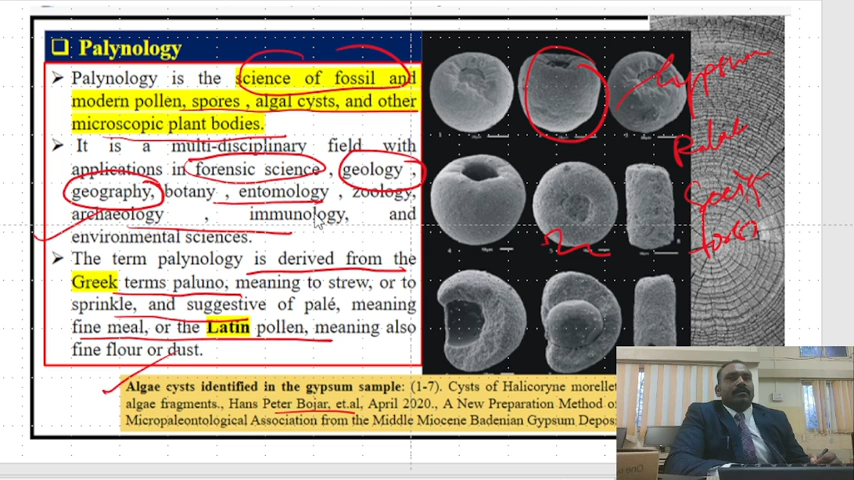 ❑ Palynology
➢ Palynology is the science of fossil and
modern pollen, spores , algal cysts, and other
microscopic plant bodies.
➢ It is a multi-disciplinary field with
applications in forensic science , geology ,
geography, botany , entomology , zoology,
archaeology , immunology, and
environmental sciences.
➢ The term palynology is derived from the
Greek terms paluno, meaning to strew, or to
sprinkle, and suggestive of palé, meaning
fine meal, or the Latin pollen, meaning also
fine flour or dust.
Gypsum
Algae cysts identified in the gypsum sample: (1-7). Cysts of Halicoryne morellet
algae fragments., Hans Peter Bojar, et.al, April 2020., A New Preparation Method of
Micropaleontological Association from the Middle Miocene Badenian Gypsum Depos